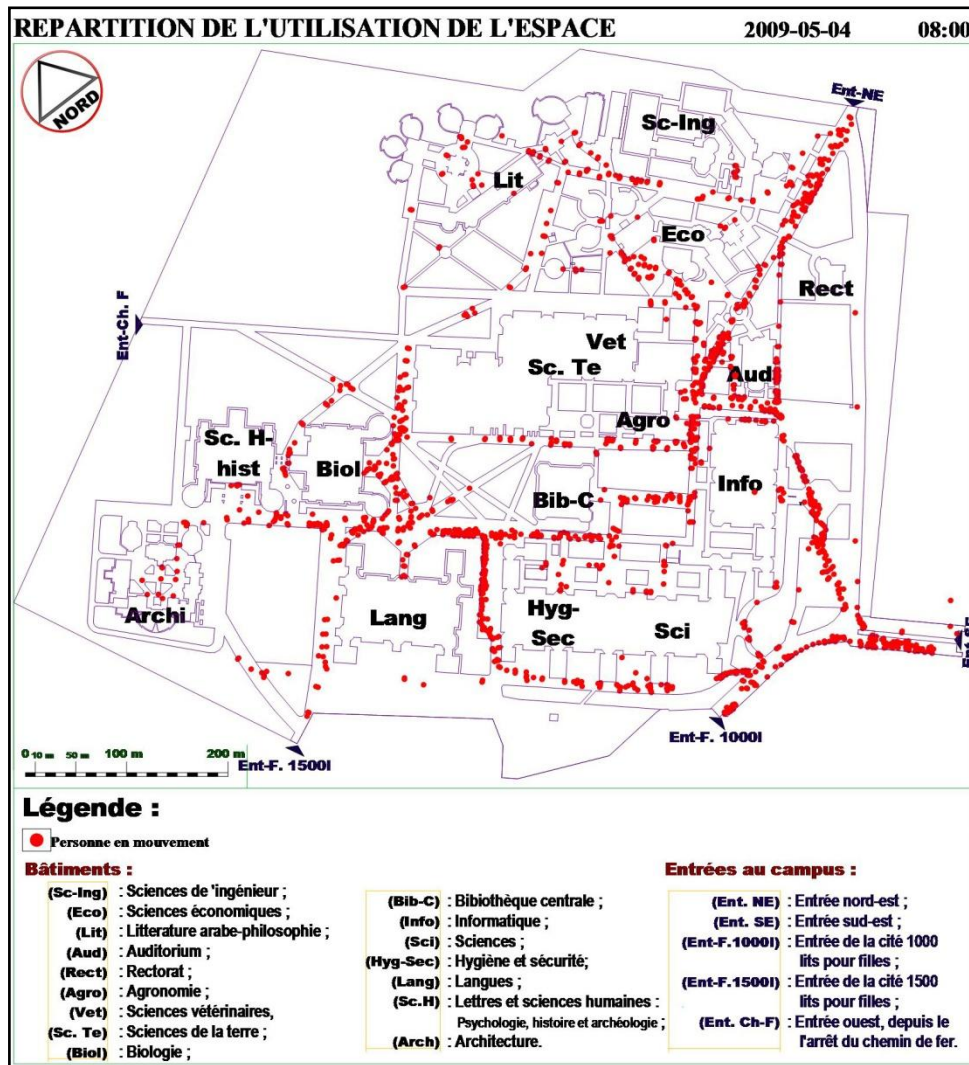 REPARTITION DE L'UTILISATION DE L'ESPACE 2009-05-04 08:00
NORD
Ent-NE
Sc-Ing
Lit
Eco
Rect
Ent-Ch. F
Vet
Sc. Te
Aud
Agro
Sc. H-
hist
Biol
Bib-C
Info
Archi
Lang
Hyg-
Sec
Sci
Ent-F. 1000l
Ent-F. 1500l
0 10 m 50 m 100 m 200 m
Légende :
Personne en mouvement
Bâtiments :
(Sc-Ing) : Sciences de 'ingénieur ;
(Eco) : Sciences économiques ;
(Lit) : Litterature arabe-philosophie ;
(Aud) : Auditorium ;
(Rect) : Rectorat ;
(Agro) : Agronomie ;
(Vet) : Sciences vétérinaires,
(Sc. Te) : Sciences de la terre ;
(Biol) : Biologie ;
(Bib-C) : Bibiothèque centrale ;
(Info) : Informatique ;
(Sci) : Sciences ;
(Hyg-Sec) : Hygiène et sécurité;
(Lang) : Langues ;
(Sc.H) : Lettres et sciences humaines :
Psychologie, histoire et archéologie ;
(Arch) : Architecture.
Entrées au campus :
(Ent. NE) : Entrée nord-est ;
(Ent. SE) : Entrée sud-est ;
(Ent-F.1000l) : Entrée de la cité 1000
lits pour filles ;
(Ent-F.1500l) : Entrée de la cité 1500
lits pour filles ;
(Ent. Ch-F) : Entrée ouest, depuis le
l'arrêt du chemin de fer.